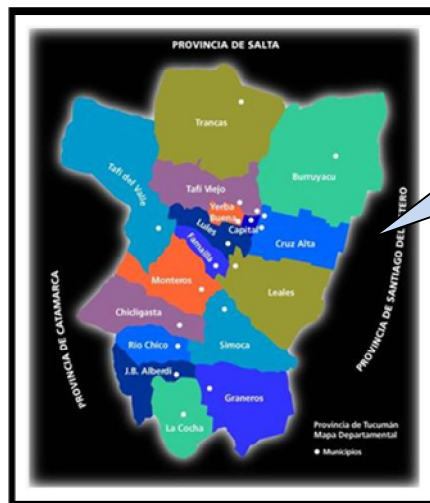 PROVINCIA DE SALTA
Trancas
Burruyacu
Tafí del Valle
Tafí Viejo
Yerba
Buena
Capital
Lules
Cruz Alta
Famailla
PROVINCIA DE SANTIAGO DEL ESTERO
Monteros
Leales
PROVINCIA DE CATAMARCA
Chicligasta
Río Chico
Simoca
J.B. Alberdi
Graneros
La Cocha
Provincia de Tucumán
Mapa Departamental
Municipios